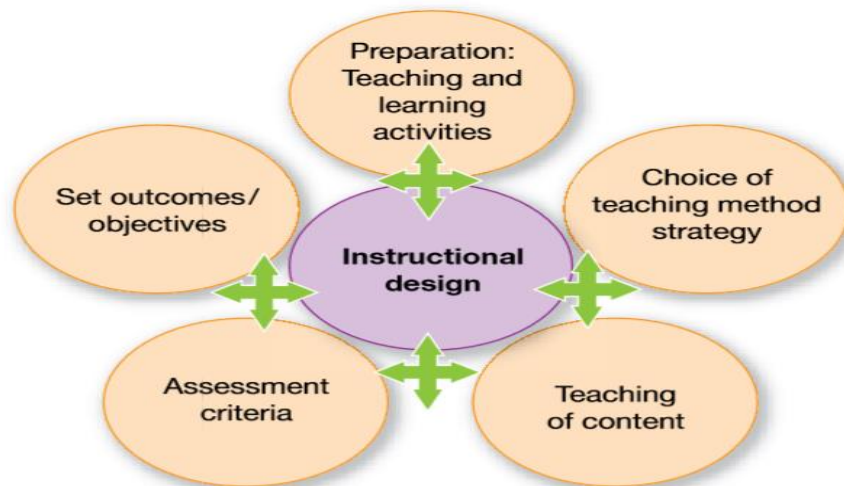 Preparation:
Teaching and
learning
activities
Set outcomes/
objectives
Choice of
teaching method
strategy
Instructional
design
Assessment
criteria
Teaching
of content